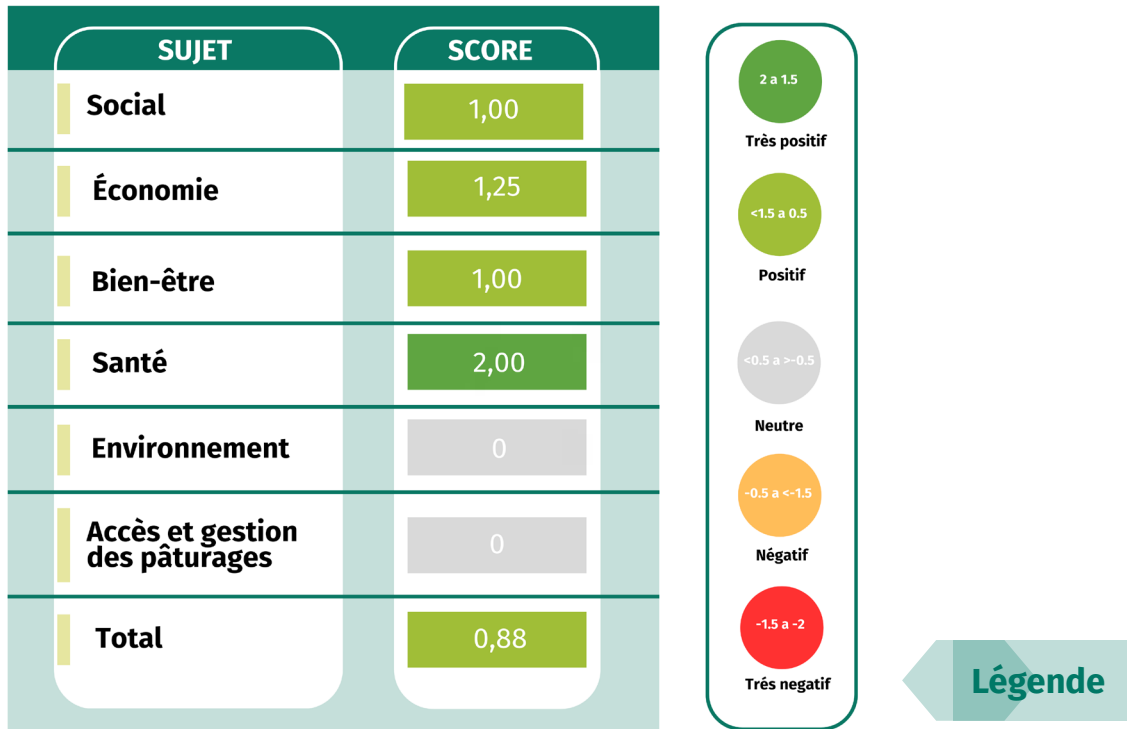 SUJET
SCORE
Social
1,00
Économie
1,25
Bien-être
1,00
Santé
2,00
Environnement
0
Accès et gestion
des pâturages
0
Total
0,88
2 a 1.5
Très positif
<1.5 a 0.5
Positif
<0.5 a >-0.5
Neutre
-0.5 a <-1.5
Négatif
-1.5 a -2
Trés negatif
Légende